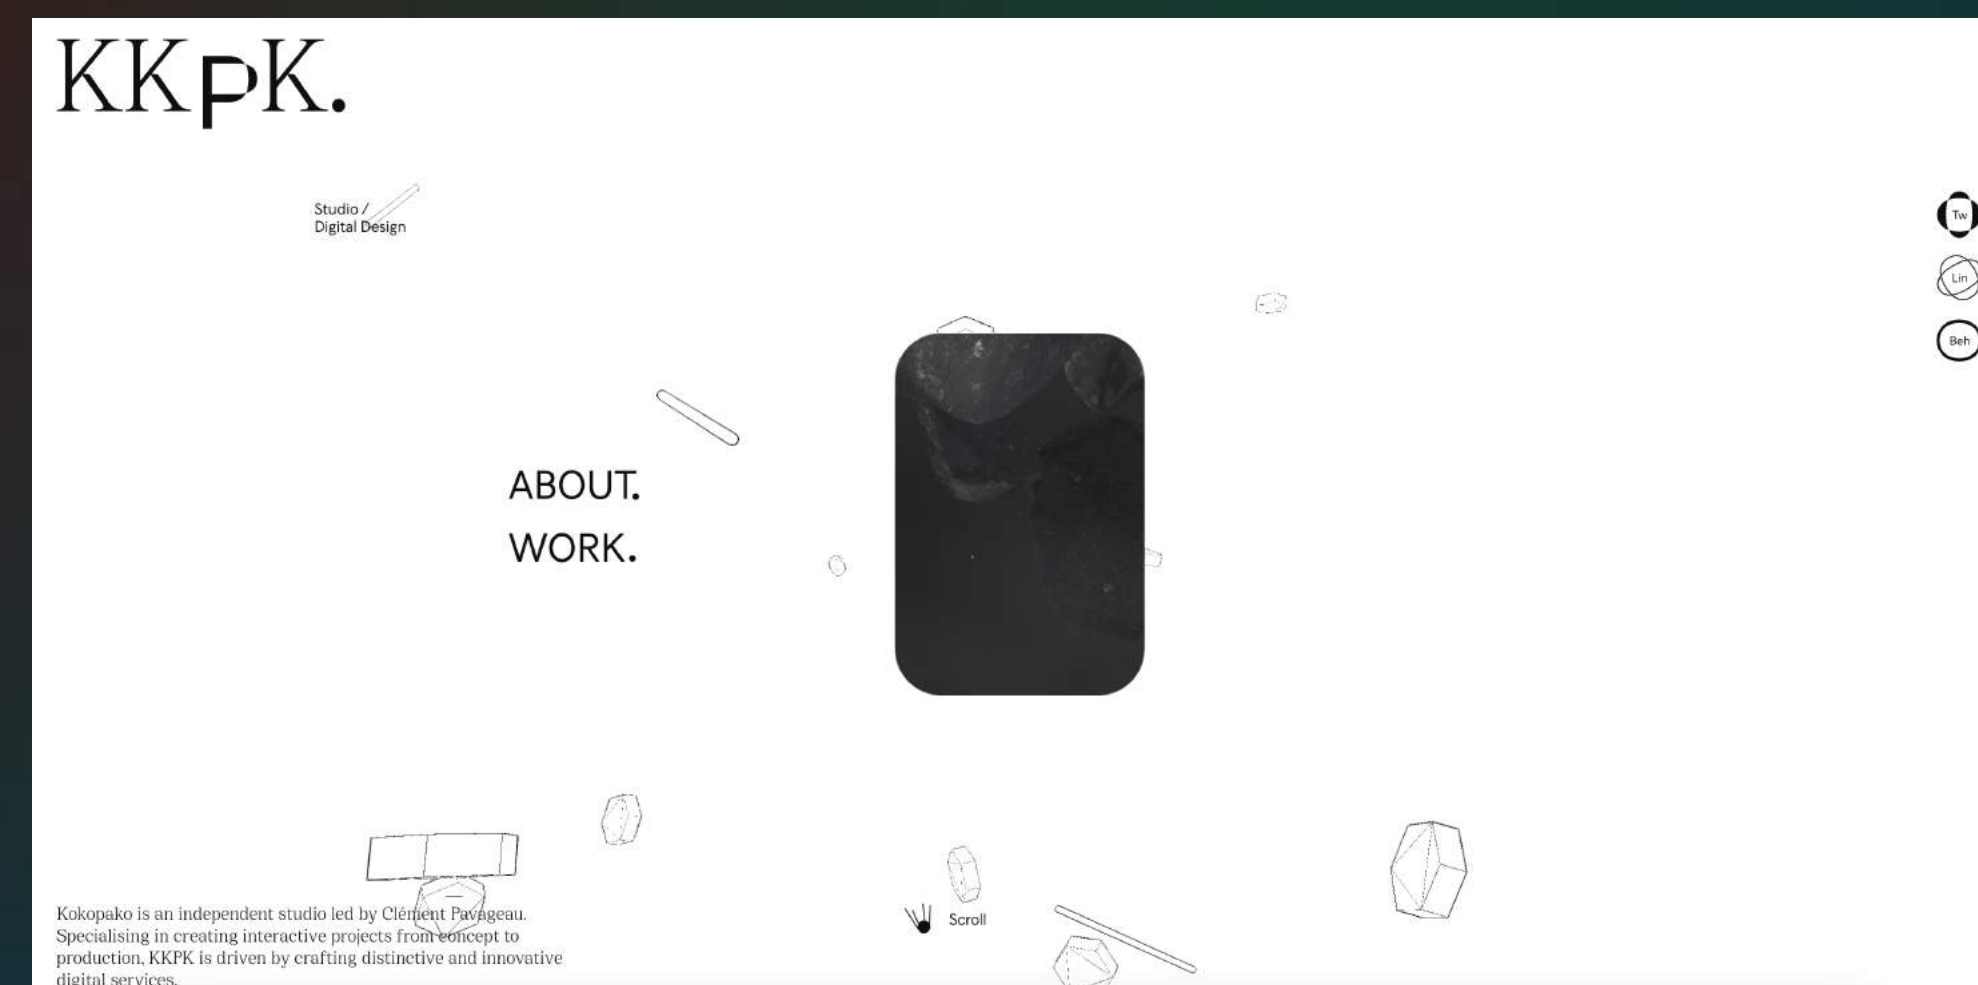 KKPK.
Studio /
Digital Design
Tw
Lin
Beh
ABOUT.
WORK.
Scroll
Kokopako is an independent studio led by Clément Pavageau.
Specialising in creating interactive projects from concept to
production, KKPK is driven by crafting distinctive and innovative
digital services.